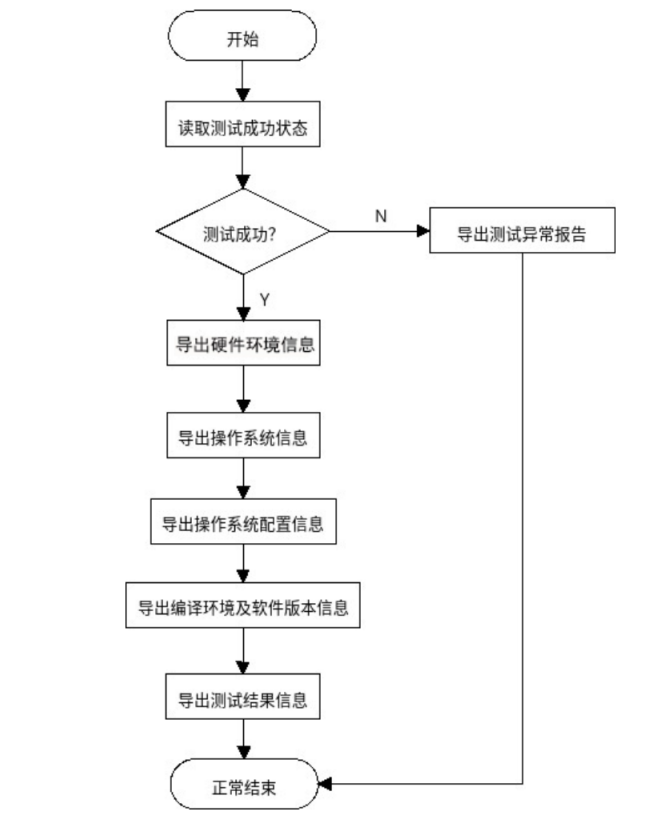 开始
读取测试成功状态
测试成功?
N
导出测试异常报告
Y
导出硬件环境信息
导出操作系统信息
导出操作系统配置信息
导出编译环境及软件版本信息
导出测试结果信息
正常结束